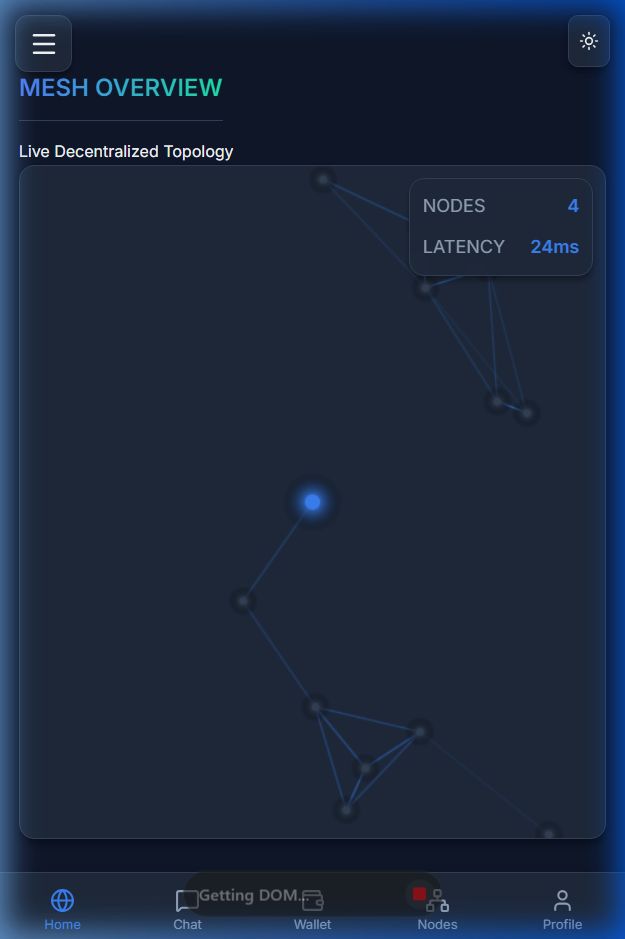 MESH OVERVIEW
Live Decentralized Topology
NODES 4
LATENCY 24ms
Getting DOM...
Home Chat Wallet Nodes Profile